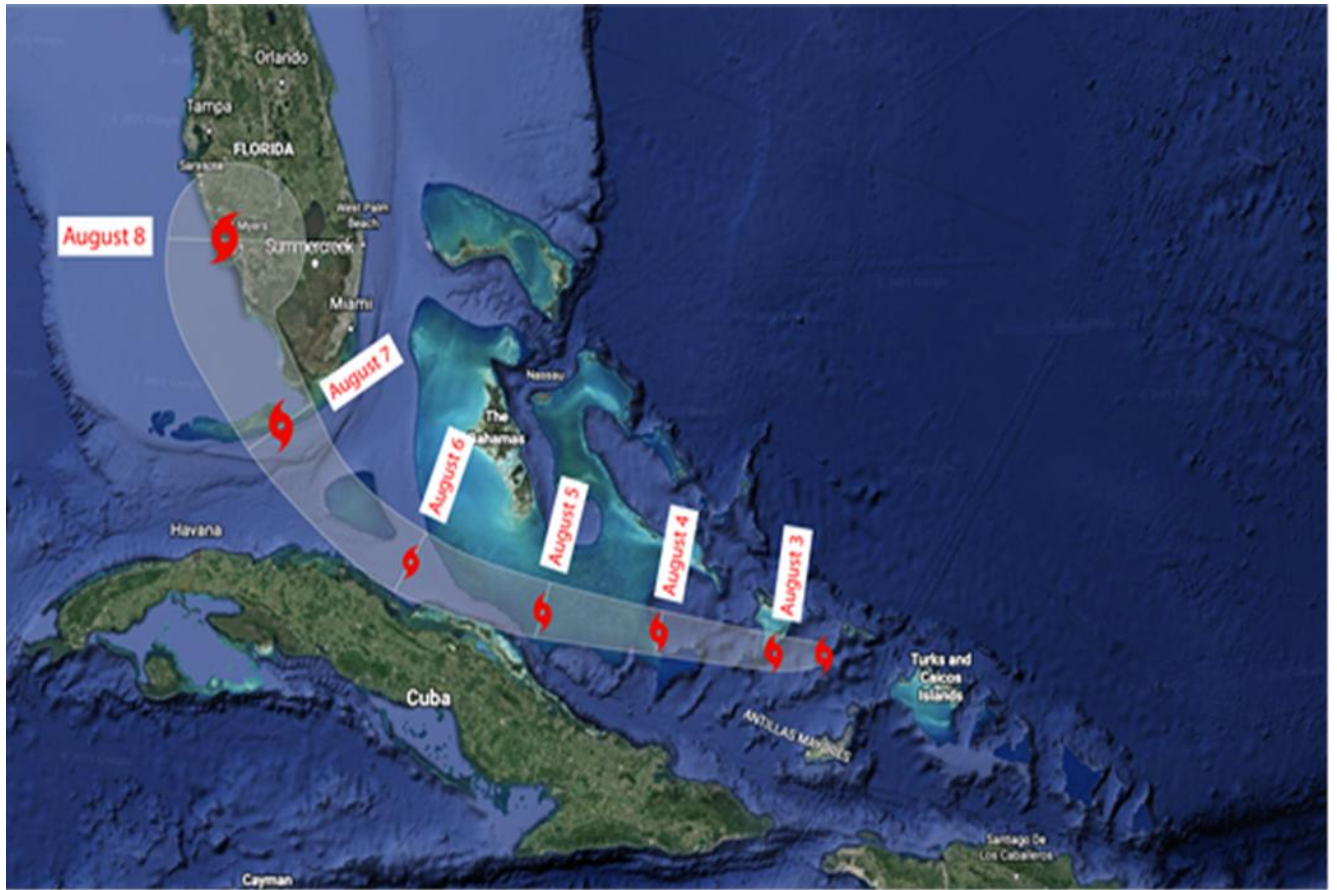 Orlando
Tampa
FLORIDA
Sarasota
West Palm
Beach
August 8
Myers
Summercreek
Miami
August 7
Nassau
The
Bahamas
August 6
August 5
August 4
August 3
Havana
Turks and
Caicos
Islands
Cuba
ANTILLAS MAYORES
Santiago De
Los Caballeros
Cayman